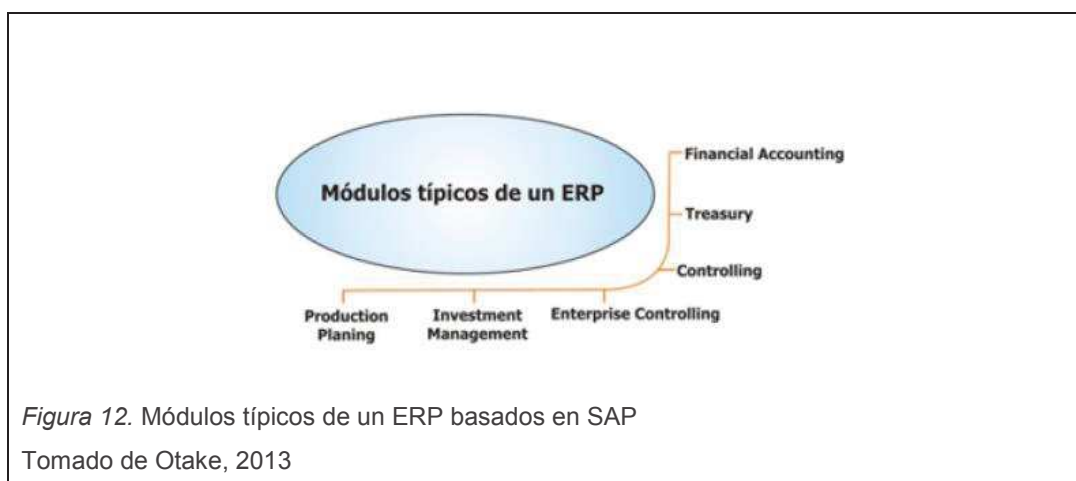 Módulos típicos de un ERP
Financial Accounting
Treasury
Controlling
Enterprise Controlling
Investment
Management
Production
Planing
Figura 12. Módulos típicos de un ERP basados en SAP
Tomado de Otake, 2013